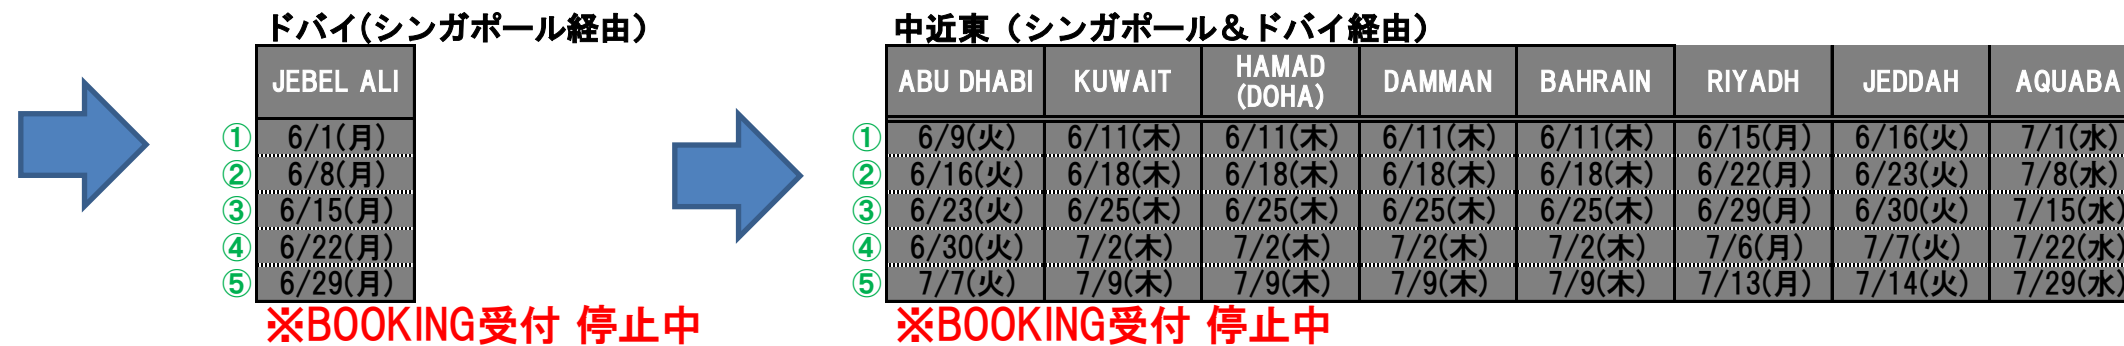 ドバイ(シンガポール経由)
JEBEL ALI
① 6/1(月)
② 6/8(月)
③ 6/15(月)
④ 6/22(月)
⑤ 6/29(月)
※BOOKING受付 停止中
中近東（シンガポール＆ドバイ経由）
ABU DHABI KUWAIT HAMAD (DOHA) DAMMAN BAHRAIN RIYADH JEDDAH AQUABA
① 6/9(火) 6/11(木) 6/11(木) 6/11(木) 6/11(木) 6/15(月) 6/16(火) 7/1(水)
② 6/16(火) 6/18(木) 6/18(木) 6/18(木) 6/18(木) 6/22(月) 6/23(火) 7/8(水)
③ 6/23(火) 6/25(木) 6/25(木) 6/25(木) 6/25(木) 6/29(月) 6/30(火) 7/15(水)
④ 6/30(火) 7/2(木) 7/2(木) 7/2(木) 7/2(木) 7/6(月) 7/7(火) 7/22(水)
⑤ 7/7(火) 7/9(木) 7/9(木) 7/9(木) 7/9(木) 7/13(月) 7/14(火) 7/29(水)
※BOOKING受付 停止中